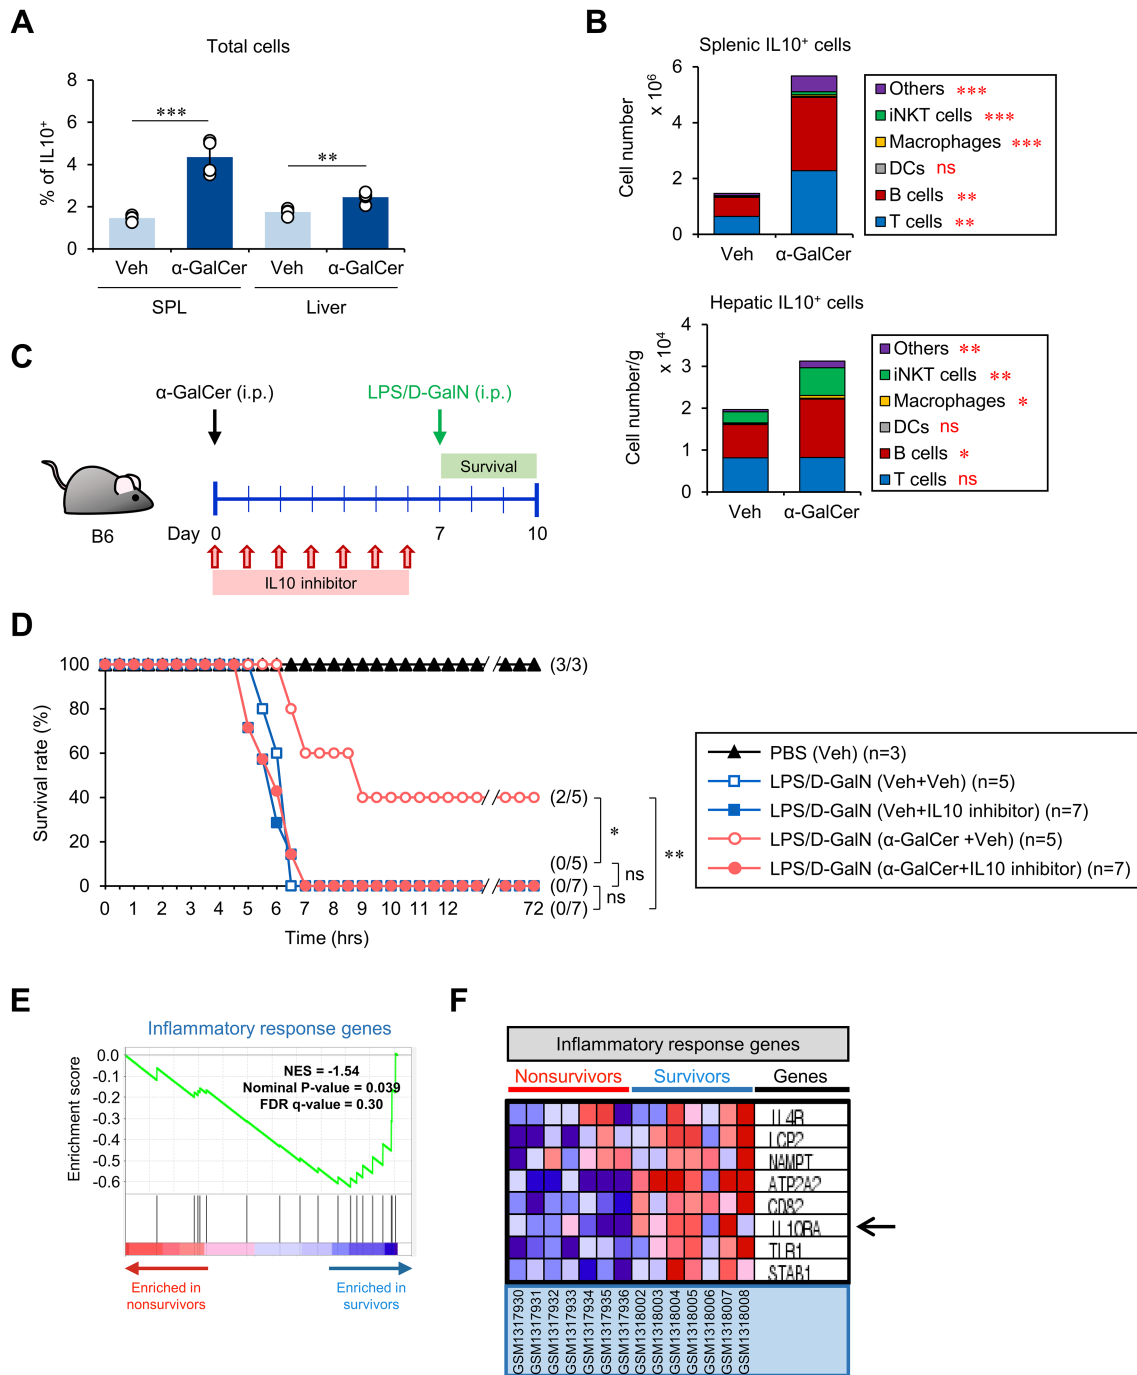 A
Total cells
% of IL10⁺
8
6
4
2
0
***
**
Veh
α-GalCer
Veh
α-GalCer
SPL
Liver
B
Splenic IL10⁺ cells
Cell number
x 10⁶
6
4
2
0
Veh
α-GalCer
Others ***
iNKT cells ***
Macrophages ***
DCs ns
B cells **
T cells **
Hepatic IL10⁺ cells
Cell number/g
x 10⁴
4
3
2
1
0
Veh
α-GalCer
Others **
iNKT cells **
Macrophages *
DCs ns
B cells *
T cells ns
C
α-GalCer (i.p.)
LPS/D-GalN (i.p.)
Survival
B6
Day 0 7 10
IL10 inhibitor
D
Survival rate (%)
100
80
60
40
20
0
0 1 2 3 4 5 6 7 8 9 10 11 12 72
Time (hrs)
(3/3)
(2/5)
(0/5)
(0/7)
(0/7)
*
ns
ns
**
PBS (Veh) (n=3)
LPS/D-GalN (Veh+Veh) (n=5)
LPS/D-GalN (Veh+IL10 inhibitor) (n=7)
LPS/D-GalN (α-GalCer +Veh) (n=5)
LPS/D-GalN (α-GalCer+IL10 inhibitor) (n=7)
E
Inflammatory response genes
Enrichment score
0.0
-0.1
-0.2
-0.3
-0.4
-0.5
-0.6
NES = -1.54
Nominal P-value = 0.039
FDR q-value = 0.30
Enriched in
nonsurvivors
Enriched in
survivors
F
Inflammatory response genes
Nonsurvivors
Survivors
Genes
IL4R
LCP2
NAMPT
ATP2A2
CD82
IL10RA
TLR1
STAB1
GSM1317930
GSM1317931
GSM1317932
GSM1317933
GSM1317934
GSM1317935
GSM1317936
GSM1318002
GSM1318003
GSM1318004
GSM1318005
GSM1318006
GSM1318007
GSM1318008